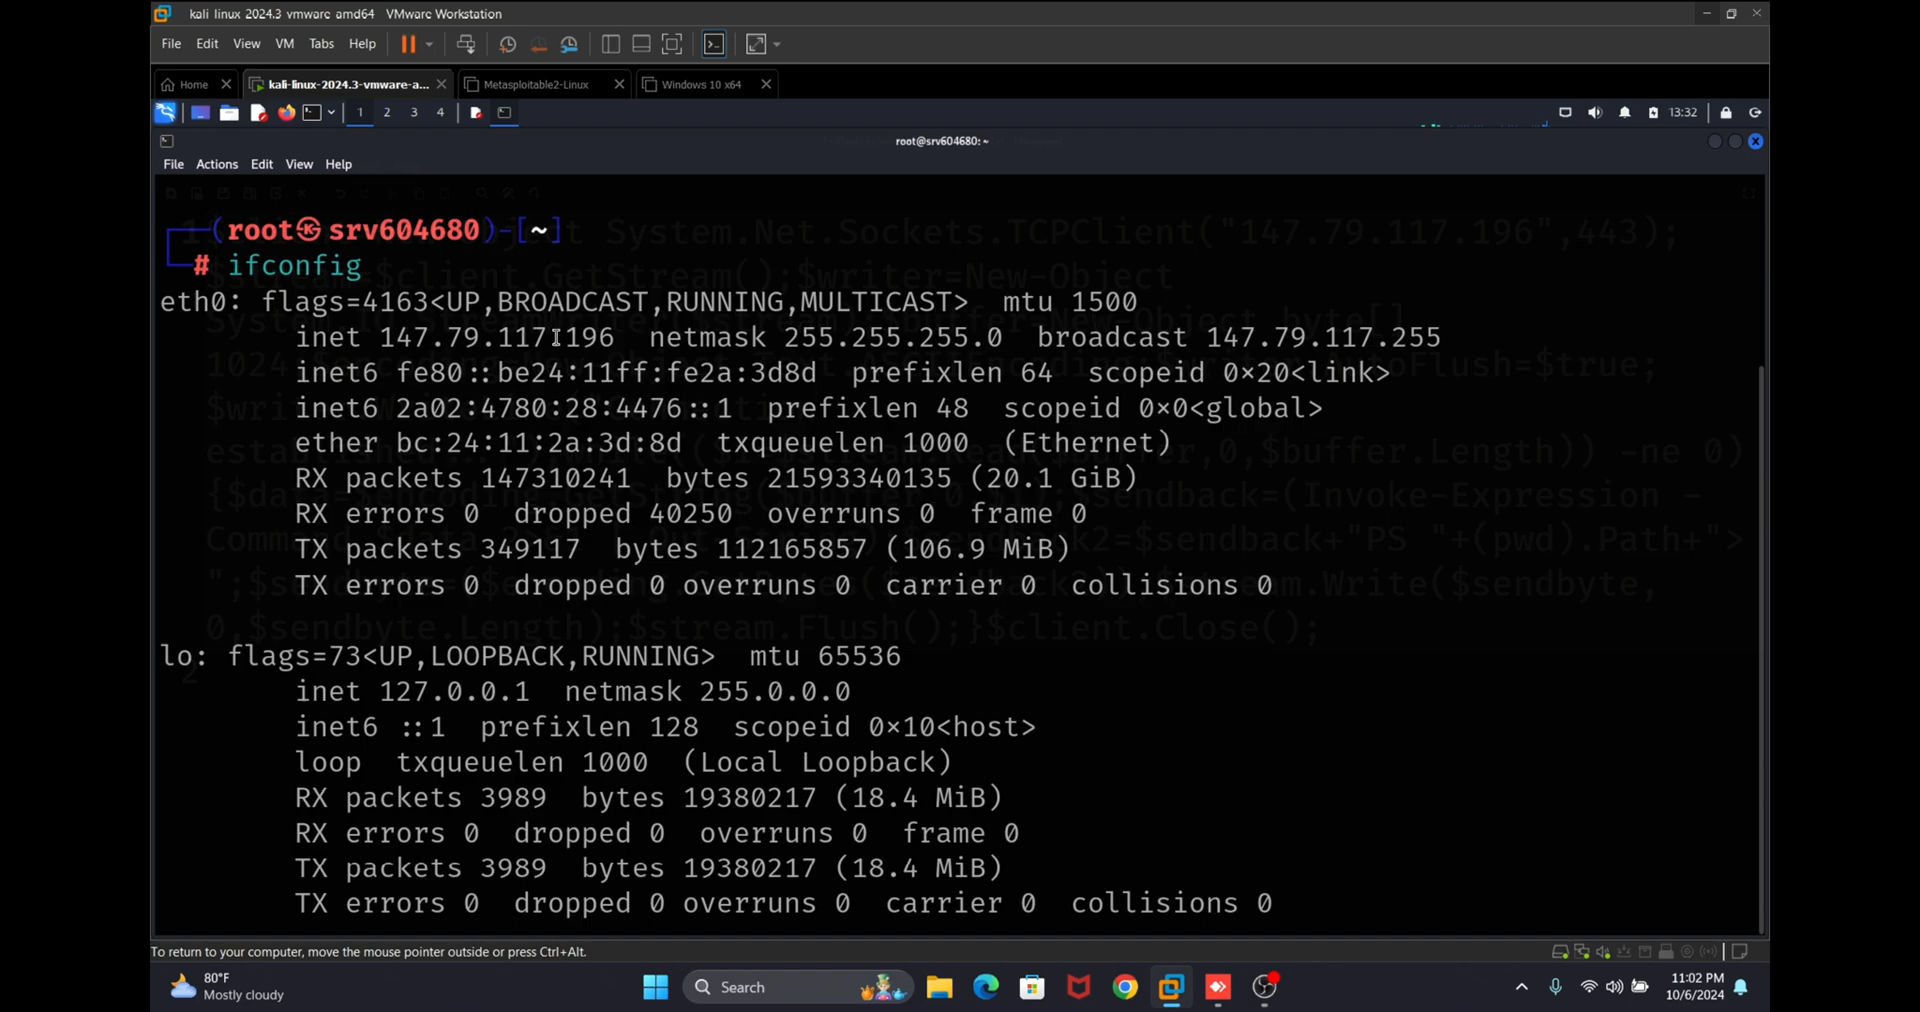 kali linux 2024.3 vmware amd64 VMware Workstation
File Edit View VM Tabs Help
Home kali-linux-2024.3-vmware-a... Metasploitable2-Linux Windows 10 x64
1 2 3 4 13:32
root@srv604680: ~
File Actions Edit View Help
(root㉿srv604680)-[~]
# ifconfig
eth0: flags=4163<UP,BROADCAST,RUNNING,MULTICAST> mtu 1500
inet 147.79.117.196 netmask 255.255.255.0 broadcast 147.79.117.255
inet6 fe80::be24:11ff:fe2a:3d8d prefixlen 64 scopeid 0×20<link>
inet6 2a02:4780:28:4476::1 prefixlen 48 scopeid 0×0<global>
ether bc:24:11:2a:3d:8d txqueuelen 1000 (Ethernet)
RX packets 147310241 bytes 21593340135 (20.1 GiB)
RX errors 0 dropped 40250 overruns 0 frame 0
TX packets 349117 bytes 112165857 (106.9 MiB)
TX errors 0 dropped 0 overruns 0 carrier 0 collisions 0
lo: flags=73<UP,LOOPBACK,RUNNING> mtu 65536
inet 127.0.0.1 netmask 255.0.0.0
inet6 ::1 prefixlen 128 scopeid 0×10<host>
loop txqueuelen 1000 (Local Loopback)
RX packets 3989 bytes 19380217 (18.4 MiB)
RX errors 0 dropped 0 overruns 0 frame 0
TX packets 3989 bytes 19380217 (18.4 MiB)
TX errors 0 dropped 0 overruns 0 carrier 0 collisions 0
To return to your computer, move the mouse pointer outside or press Ctrl+Alt.
80°F
Mostly cloudy
Search
11:02 PM
10/6/2024